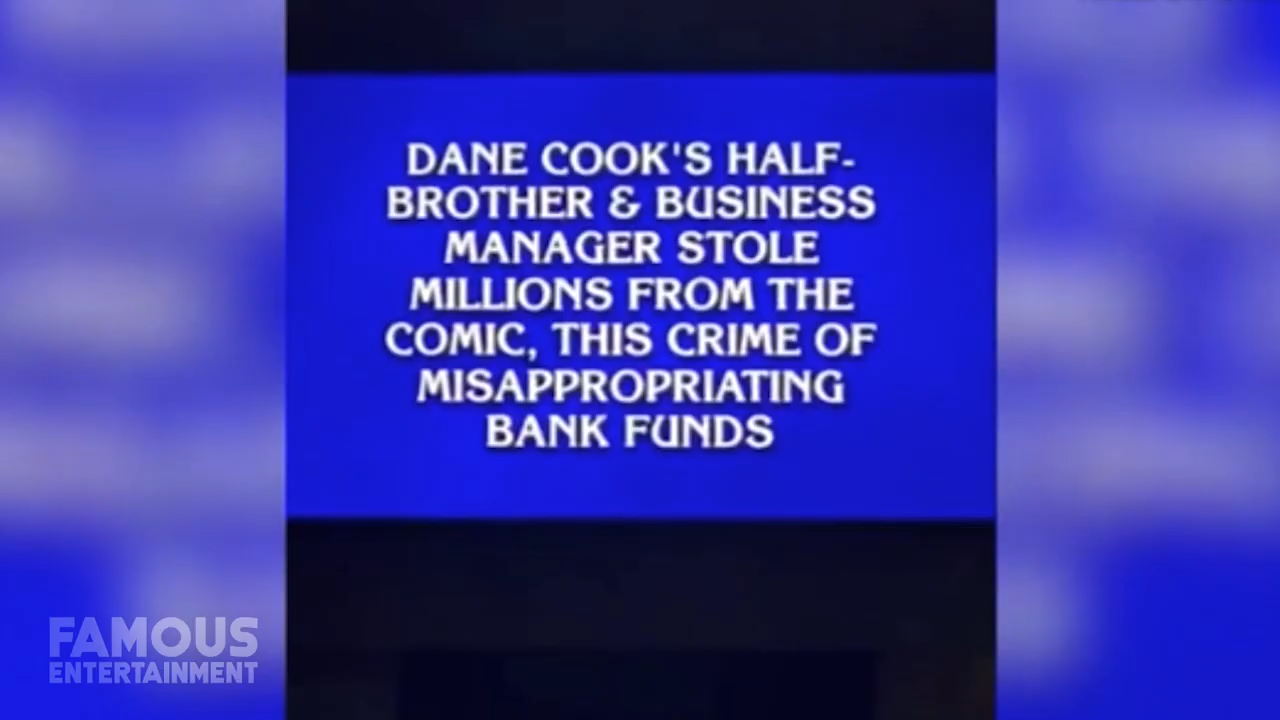 DANE COOK'S HALF-
BROTHER & BUSINESS
MANAGER STOLE
MILLIONS FROM THE
COMIC, THIS CRIME OF
MISAPPROPRIATING
BANK FUNDS
FAMOUS
ENTERTAINMENT